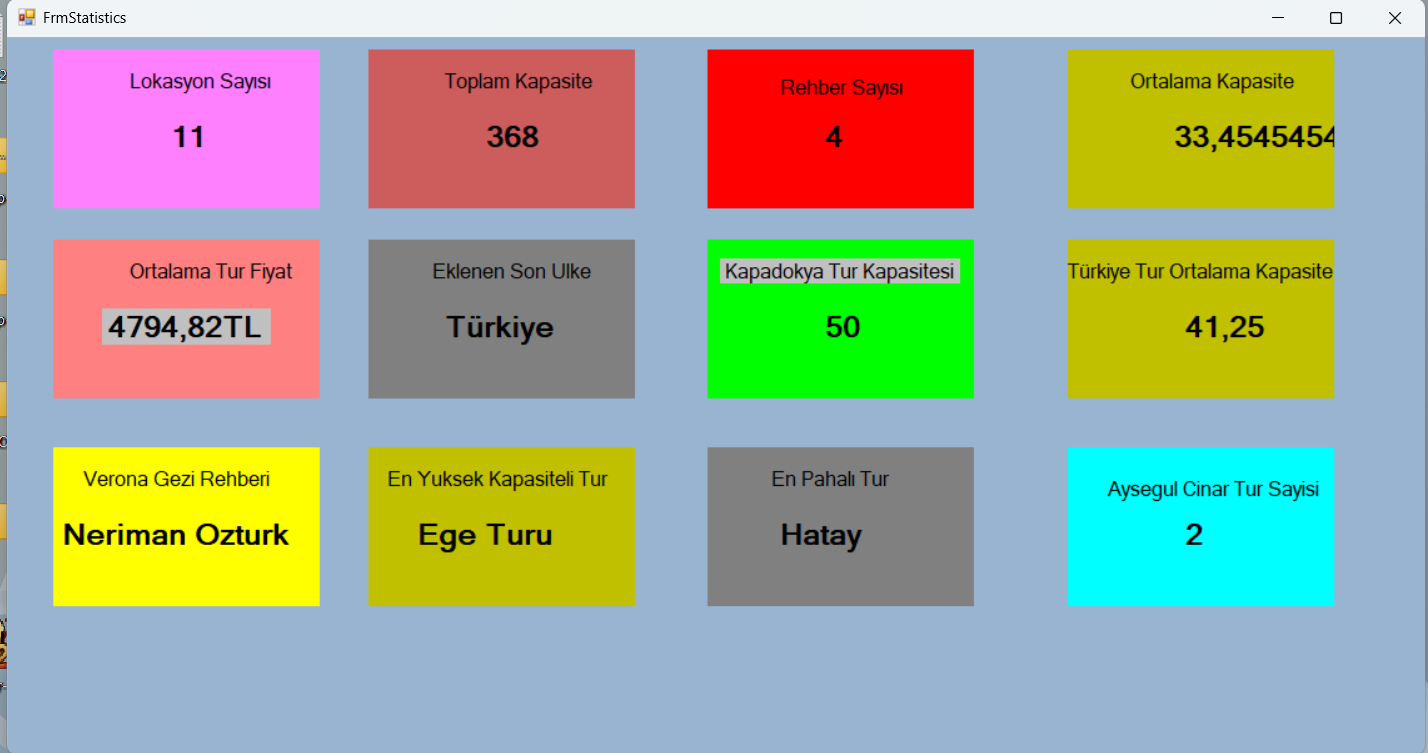 FrmStatistics
Lokasyon Sayısı
11
Toplam Kapasite
368
Rehber Sayısı
4
Ortalama Kapasite
33,4545454
Ortalama Tur Fiyat
4794,82TL
Eklenen Son Ulke
Türkiye
Kapadokya Tur Kapasitesi
50
Türkiye Tur Ortalama Kapasite
41,25
Verona Gezi Rehberi
Neriman Ozturk
En Yuksek Kapasiteli Tur
Ege Turu
En Pahalı Tur
Hatay
Aysegul Cinar Tur Sayisi
2